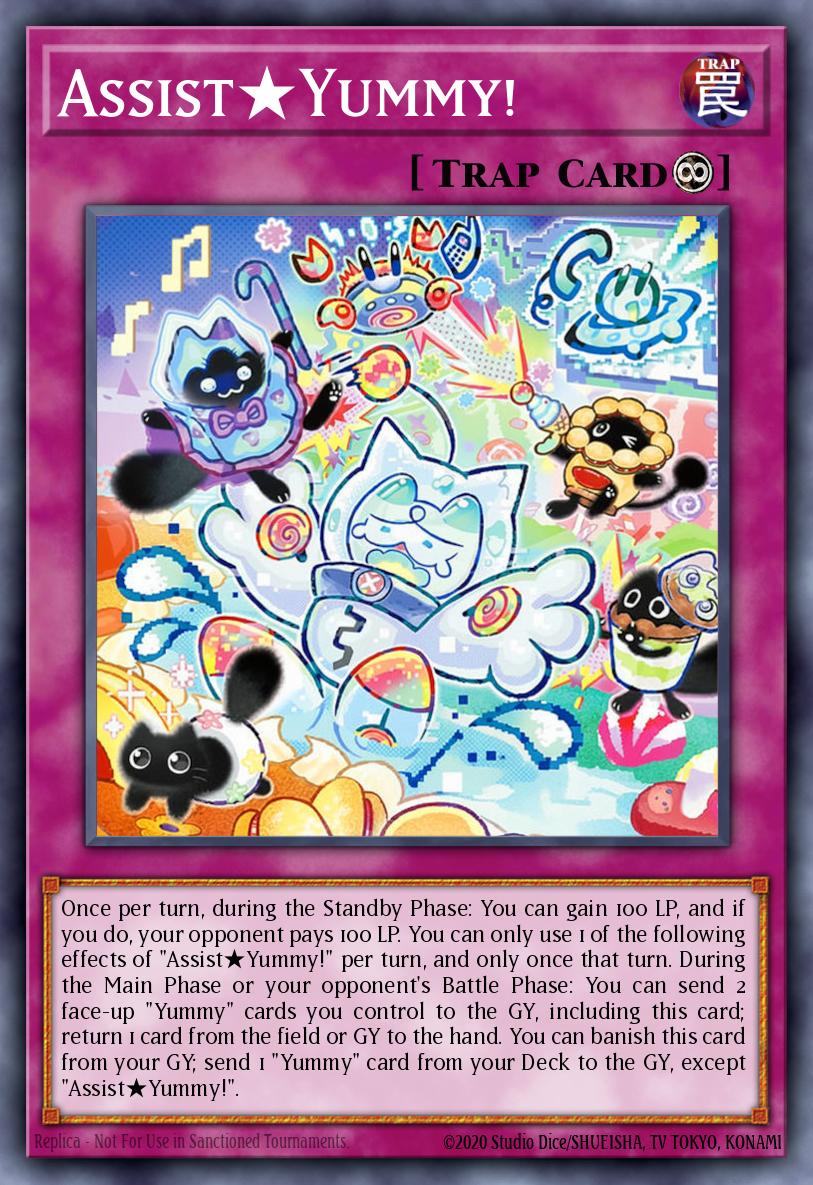 Assist★Yummy!
TRAP
罠
[Trap Card∞]
Once per turn, during the Standby Phase: You can gain 100 LP, and if
you do, your opponent pays 100 LP. You can only use 1 of the following
effects of "Assist★Yummy!" per turn, and only once that turn. During
the Main Phase or your opponent's Battle Phase: You can send 2
face-up "Yummy" cards you control to the GY, including this card;
return 1 card from the field or GY to the hand. You can banish this card
from your GY; send 1 "Yummy" card from your Deck to the GY, except
"Assist★Yummy!".
Replica - Not For Use in Sanctioned Tournaments.
©2020 Studio Dice/SHUEISHA, TV TOKYO, KONAMI